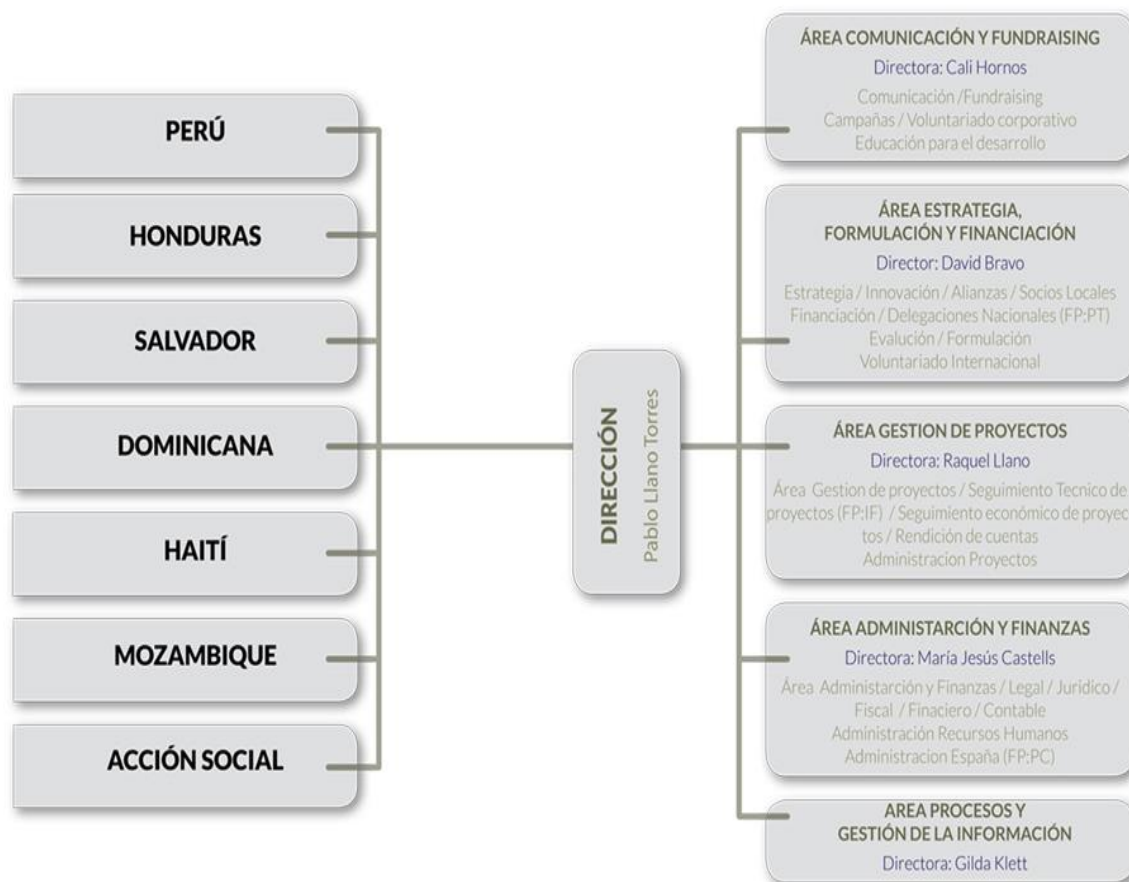 PERÚ
HONDURAS
SALVADOR
DOMINICANA
HAITÍ
MOZAMBIQUE
ACCIÓN SOCIAL
DIRECCIÓN
Pablo Llano Torres
ÁREA COMUNICACIÓN Y FUNDRAISING
Directora: Cali Hornos
Comunicación /Fundraising
Campañas / Voluntariado corporativo
Educación para el desarrollo
ÁREA ESTRATEGIA,
FORMULACIÓN Y FINANCIACIÓN
Director: David Bravo
Estrategia / Innovación / Alianzas / Socios Locales
Financiación / Delegaciones Nacionales (FP:PT)
Evalución / Formulación
Voluntariado Internacional
ÁREA GESTION DE PROYECTOS
Directora: Raquel Llano
Área Gestion de proyectos / Seguimiento Tecnico de
proyectos (FP:IF) / Seguimiento económico de proyec
tos / Rendición de cuentas
Administracion Proyectos
ÁREA ADMINISTARCIÓN Y FINANZAS
Directora: María Jesús Castells
Área Administarción y Finanzas / Legal / Jurídico /
Fiscal / Finaciero / Contable
Administración Recursos Humanos
Administracion España (FP:PC)
AREA PROCESOS Y
GESTIÓN DE LA INFORMACIÓN
Directora: Gilda Klett